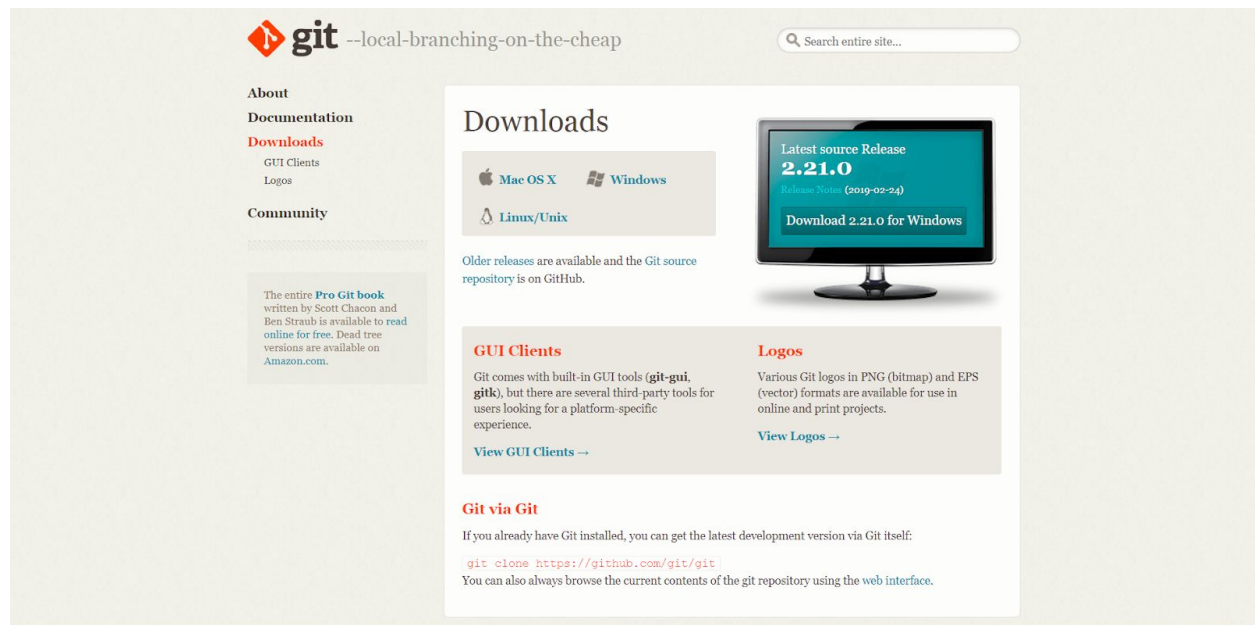 git --local-branching-on-the-cheap
Search entire site...
About
Documentation
Downloads
GUI Clients
Logos
Community
The entire Pro Git book
written by Scott Chacon and
Ben Straub is available to read
online for free. Dead tree
versions are available on
Amazon.com.
Downloads
Mac OS X
Windows
Linux/Unix
Older releases are available and the Git source
repository is on GitHub.
Latest source Release
2.21.0
Release Notes (2019-02-24)
Download 2.21.0 for Windows
GUI Clients
Git comes with built-in GUI tools (git-gui,
gitk), but there are several third-party tools for
users looking for a platform-specific
experience.
View GUI Clients →
Logos
Various Git logos in PNG (bitmap) and EPS
(vector) formats are available for use in
online and print projects.
View Logos →
Git via Git
If you already have Git installed, you can get the latest development version via Git itself:
git clone https://github.com/git/git
You can also always browse the current contents of the git repository using the web interface.